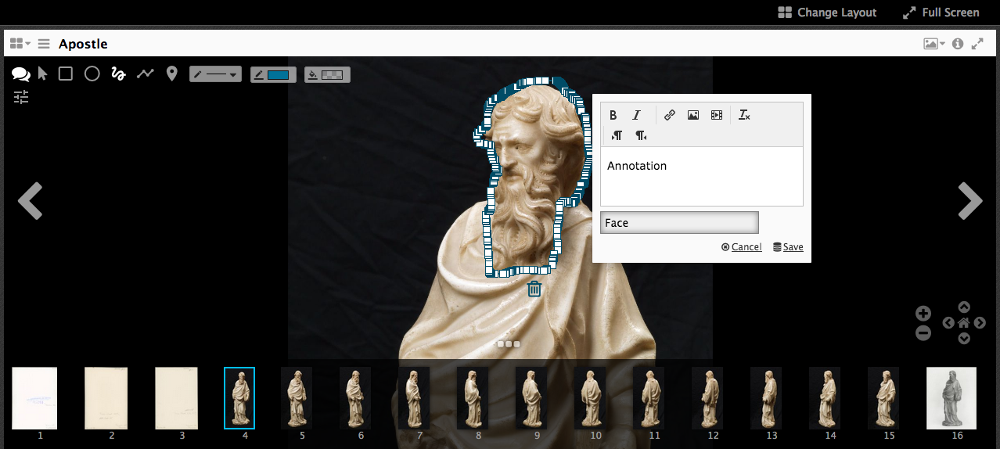 Change Layout Full Screen
Apostle
B I
Annotation
Face
Cancel Save
1 2 3 4 5 6 7 8 9 10 11 12 13 14 15 16